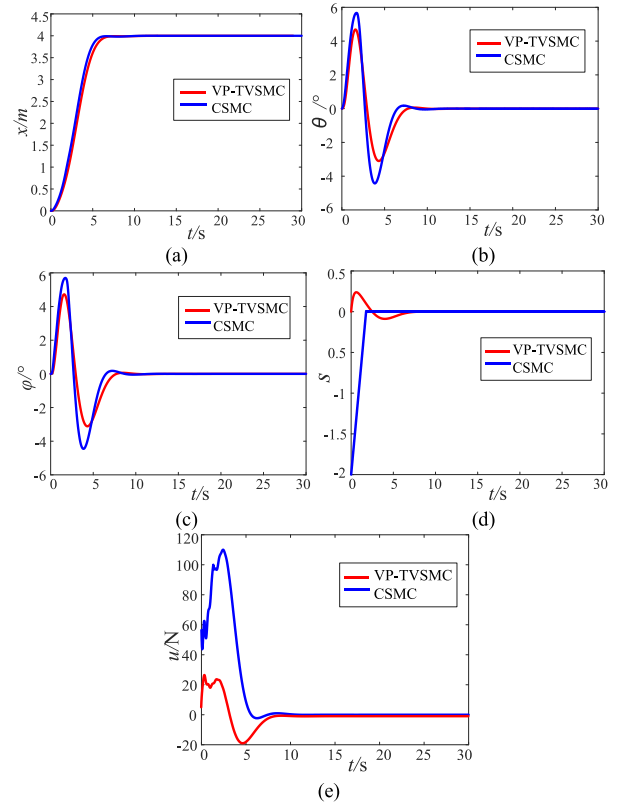 4.5
4
3.5
3
2.5
2
1.5
1
0.5
0
x/m
VP-TVSMC
CSMC
0 5 10 15 20 25 30
t/s
(a)
6
4
2
0
-2
-4
-6
θ/°
VP-TVSMC
CSMC
0 5 10 15 20 25 30
t/s
(b)
6
4
2
0
-2
-4
-6
φ/°
VP-TVSMC
CSMC
0 5 10 15 20 25 30
t/s
(c)
0.5
0
0.5
-1
-1.5
-2
S
VP-TVSMC
CSMC
0 5 10 15 20 25 30
t/s
(d)
120
100
80
60
40
20
0
-20
u/N
VP-TVSMC
CSMC
0 5 10 15 20 25 30
t/s
(e)